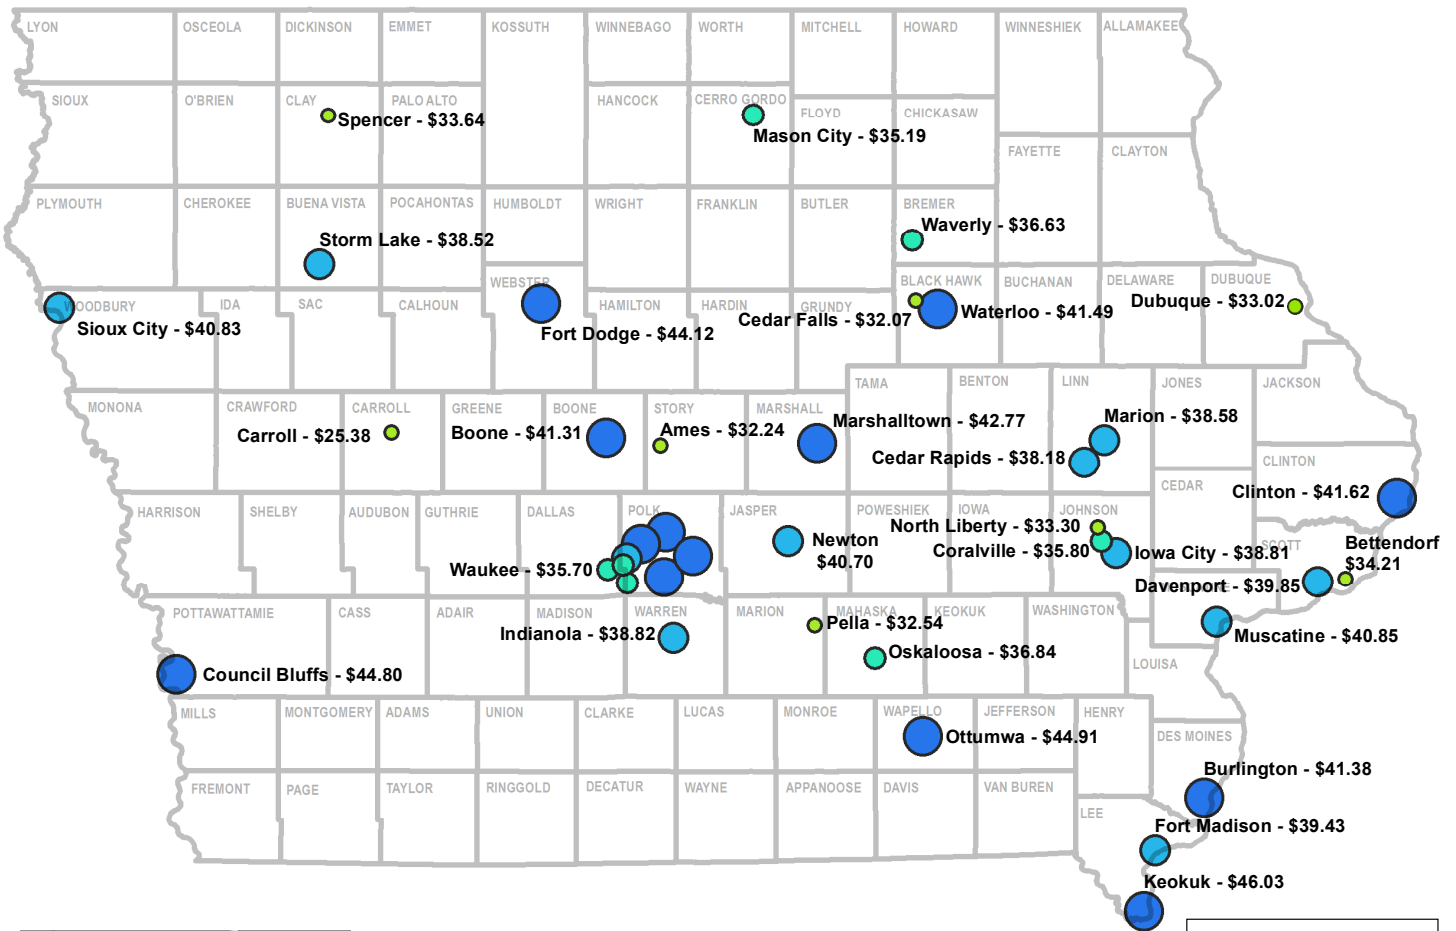 LYON
OSCEOLA
DICKINSON
EMMET
KOSSUTH
WINNEBAGO
WORTH
MITCHELL
HOWARD
WINNESHIEK
ALLAMAKEE
SIOUX
O'BRIEN
CLAY
PALO ALTO
HANCOCK
CERRO GORDO
FLOYD
CHICKASAW
Spencer - $33.64
Mason City - $35.19
FAYETTE
CLAYTON
PLYMOUTH
CHEROKEE
BUENA VISTA
POCAHONTAS
HUMBOLDT
WRIGHT
FRANKLIN
BUTLER
BREMER
Waverly - $36.63
Storm Lake - $38.52
WEBSTER
BLACK HAWK
BUCHANAN
DELAWARE
DUBUQUE
WOODBURY
IDA
SAC
CALHOUN
HAMILTON
HARDIN
GRUNDY
Dubuque - $33.02
Sioux City - $40.83
Fort Dodge - $44.12
Cedar Falls - $32.07
Waterloo - $41.49
TAMA
BENTON
LINN
JONES
JACKSON
MONONA
CRAWFORD
CARROLL
GREENE
BOONE
STORY
MARSHALL
Marion - $38.58
Carroll - $25.38
Boone - $41.31
Ames - $32.24
Marshalltown - $42.77
Cedar Rapids - $38.18
CLINTON
CEDAR
Clinton - $41.62
HARRISON
SHELBY
AUDUBON
GUTHRIE
DALLAS
POLK
JASPER
POWESHIEK
IOWA
JOHNSON
North Liberty - $33.30
Newton
$40.70
Coralville - $35.80
Iowa City - $38.81
SCOTT
Bettendorf
$34.21
Waukee - $35.70
Davenport - $39.85
POTTAWATTAMIE
CASS
ADAIR
MADISON
WARREN
MARION
MAHASKA
KEOKUK
WASHINGTON
Indianola - $38.82
Pella - $32.54
Muscatine - $40.85
Oskaloosa - $36.84
LOUISA
Council Bluffs - $44.80
MILLS
MONTGOMERY
ADAMS
UNION
CLARKE
LUCAS
MONROE
WAPELLO
JEFFERSON
HENRY
DES MOINES
Ottumwa - $44.91
Burlington - $41.38
FREMONT
PAGE
TAYLOR
RINGGOLD
DECATUR
WAYNE
APPANOOSE
DAVIS
VAN BUREN
LEE
Fort Madison - $39.43
Keokuk - $46.03